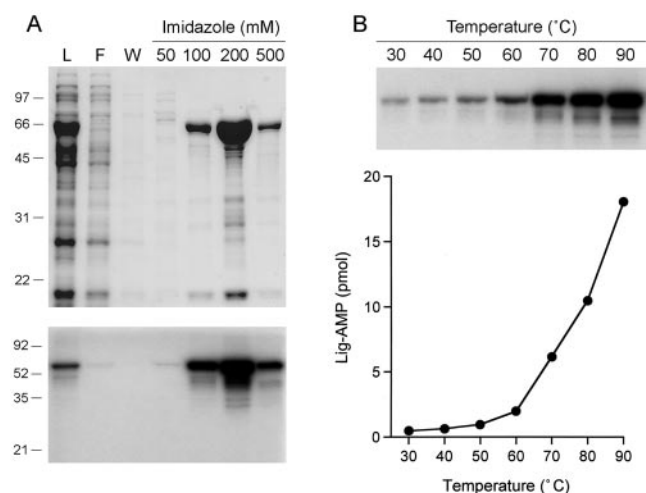 A
Imidazole (mM)
L F W 50 100 200 500
97
66
45
31
22
92
52
35
21
B
Temperature (˚C)
30 40 50 60 70 80 90
20
15
10
5
0
Lig-AMP (pmol)
30 40 50 60 70 80 90
Temperature (˚C)